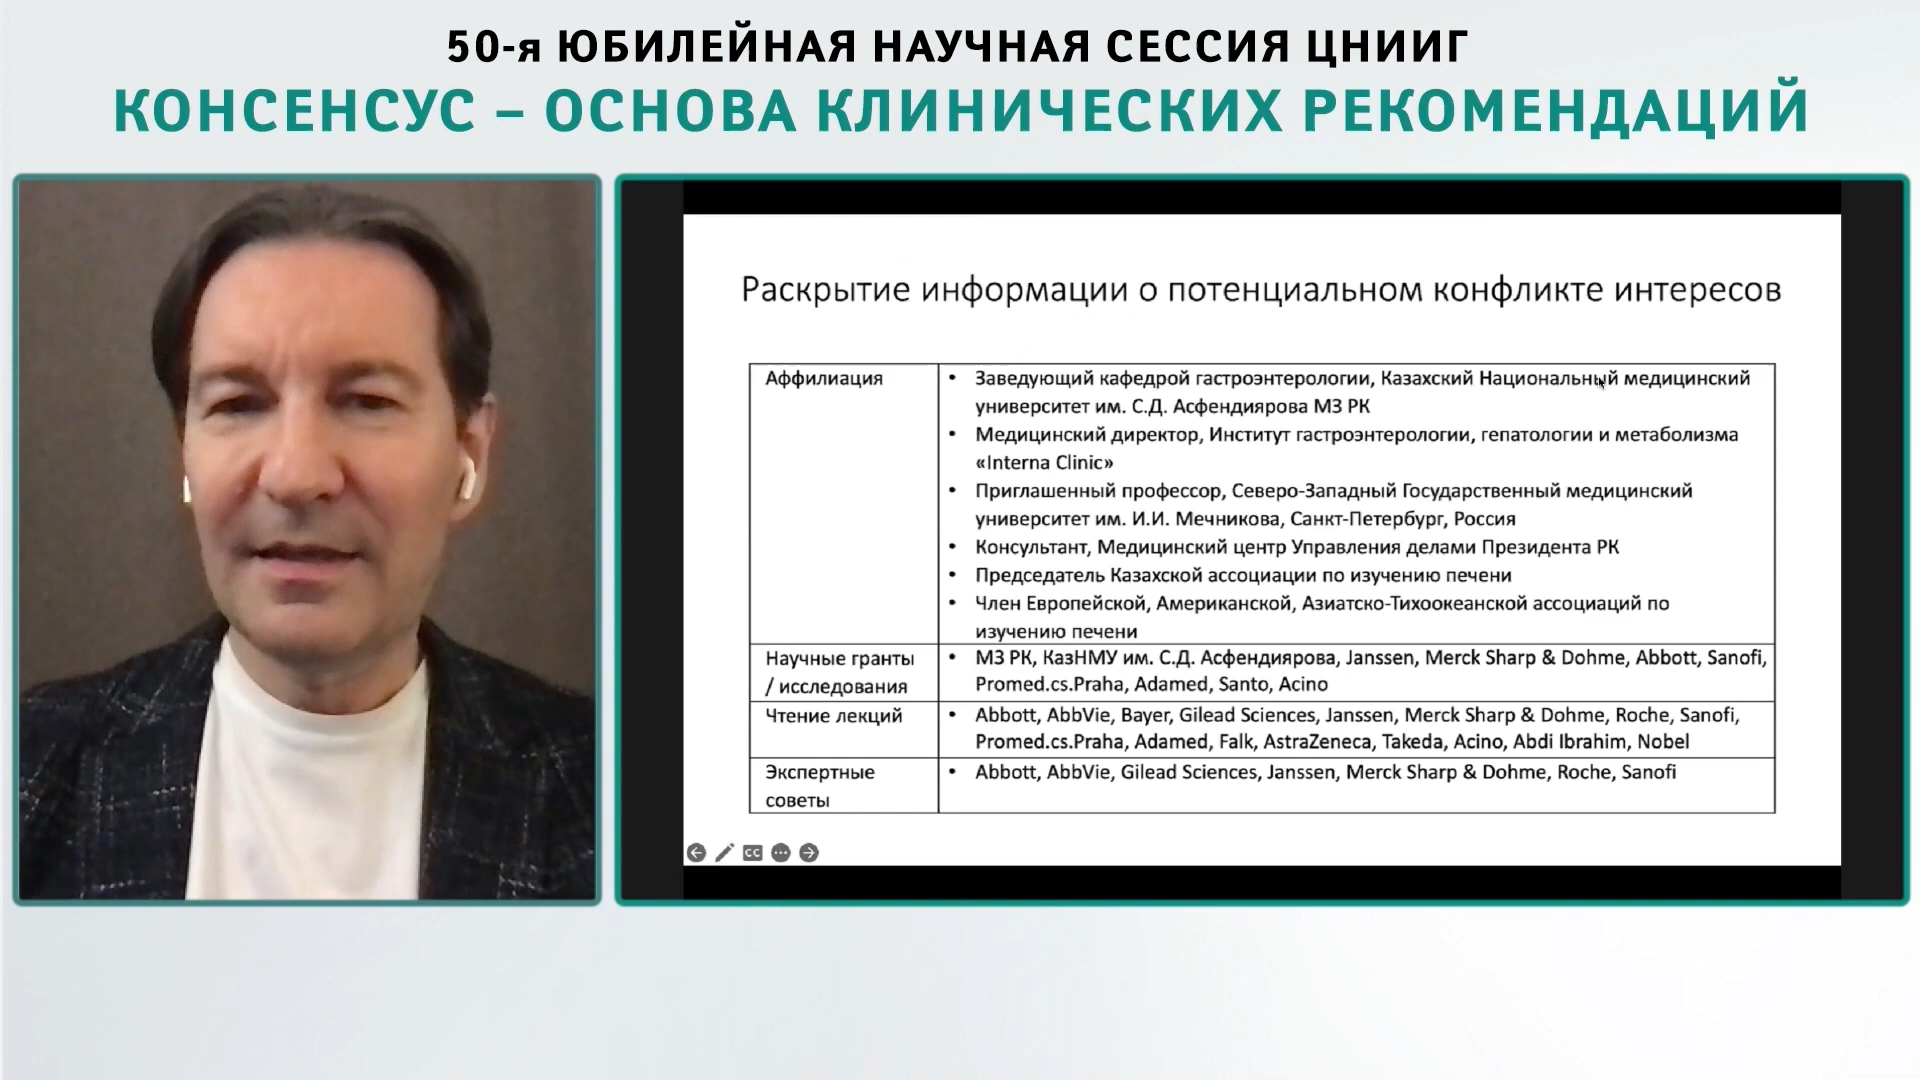 50-я ЮБИЛЕЙНАЯ НАУЧНАЯ СЕССИЯ ЦНИИГ
КОНСЕНСУС – ОСНОВА КЛИНИЧЕСКИХ РЕКОМЕНДАЦИЙ
Раскрытие информации о потенциальном конфликте интересов
Аффилиация
• Заведующий кафедрой гастроэнтерологии, Казахский Национальный медицинский
университет им. С.Д. Асфендиярова МЗ РК
• Медицинский директор, Институт гастроэнтерологии, гепатологии и метаболизма
«Interna Clinic»
• Приглашенный профессор, Северо-Западный Государственный медицинский
университет им. И.И. Мечникова, Санкт-Петербург, Россия
• Консультант, Медицинский центр Управления делами Президента РК
• Председатель Казахской ассоциации по изучению печени
• Член Европейской, Американской, Азиатско-Тихоокеанской ассоциаций по
изучению печени
Научные гранты
/ исследования
• МЗ РК, КазНМУ им. С.Д. Асфендиярова, Janssen, Merck Sharp & Dohme, Abbott, Sanofi,
Promed.cs.Praha, Adamed, Santo, Acino
Чтение лекций
• Abbott, AbbVie, Bayer, Gilead Sciences, Janssen, Merck Sharp & Dohme, Roche, Sanofi,
Promed.cs.Praha, Adamed, Falk, AstraZeneca, Takeda, Acino, Abdi Ibrahim, Nobel
Экспертные
советы
• Abbott, AbbVie, Gilead Sciences, Janssen, Merck Sharp & Dohme, Roche, Sanofi
CC